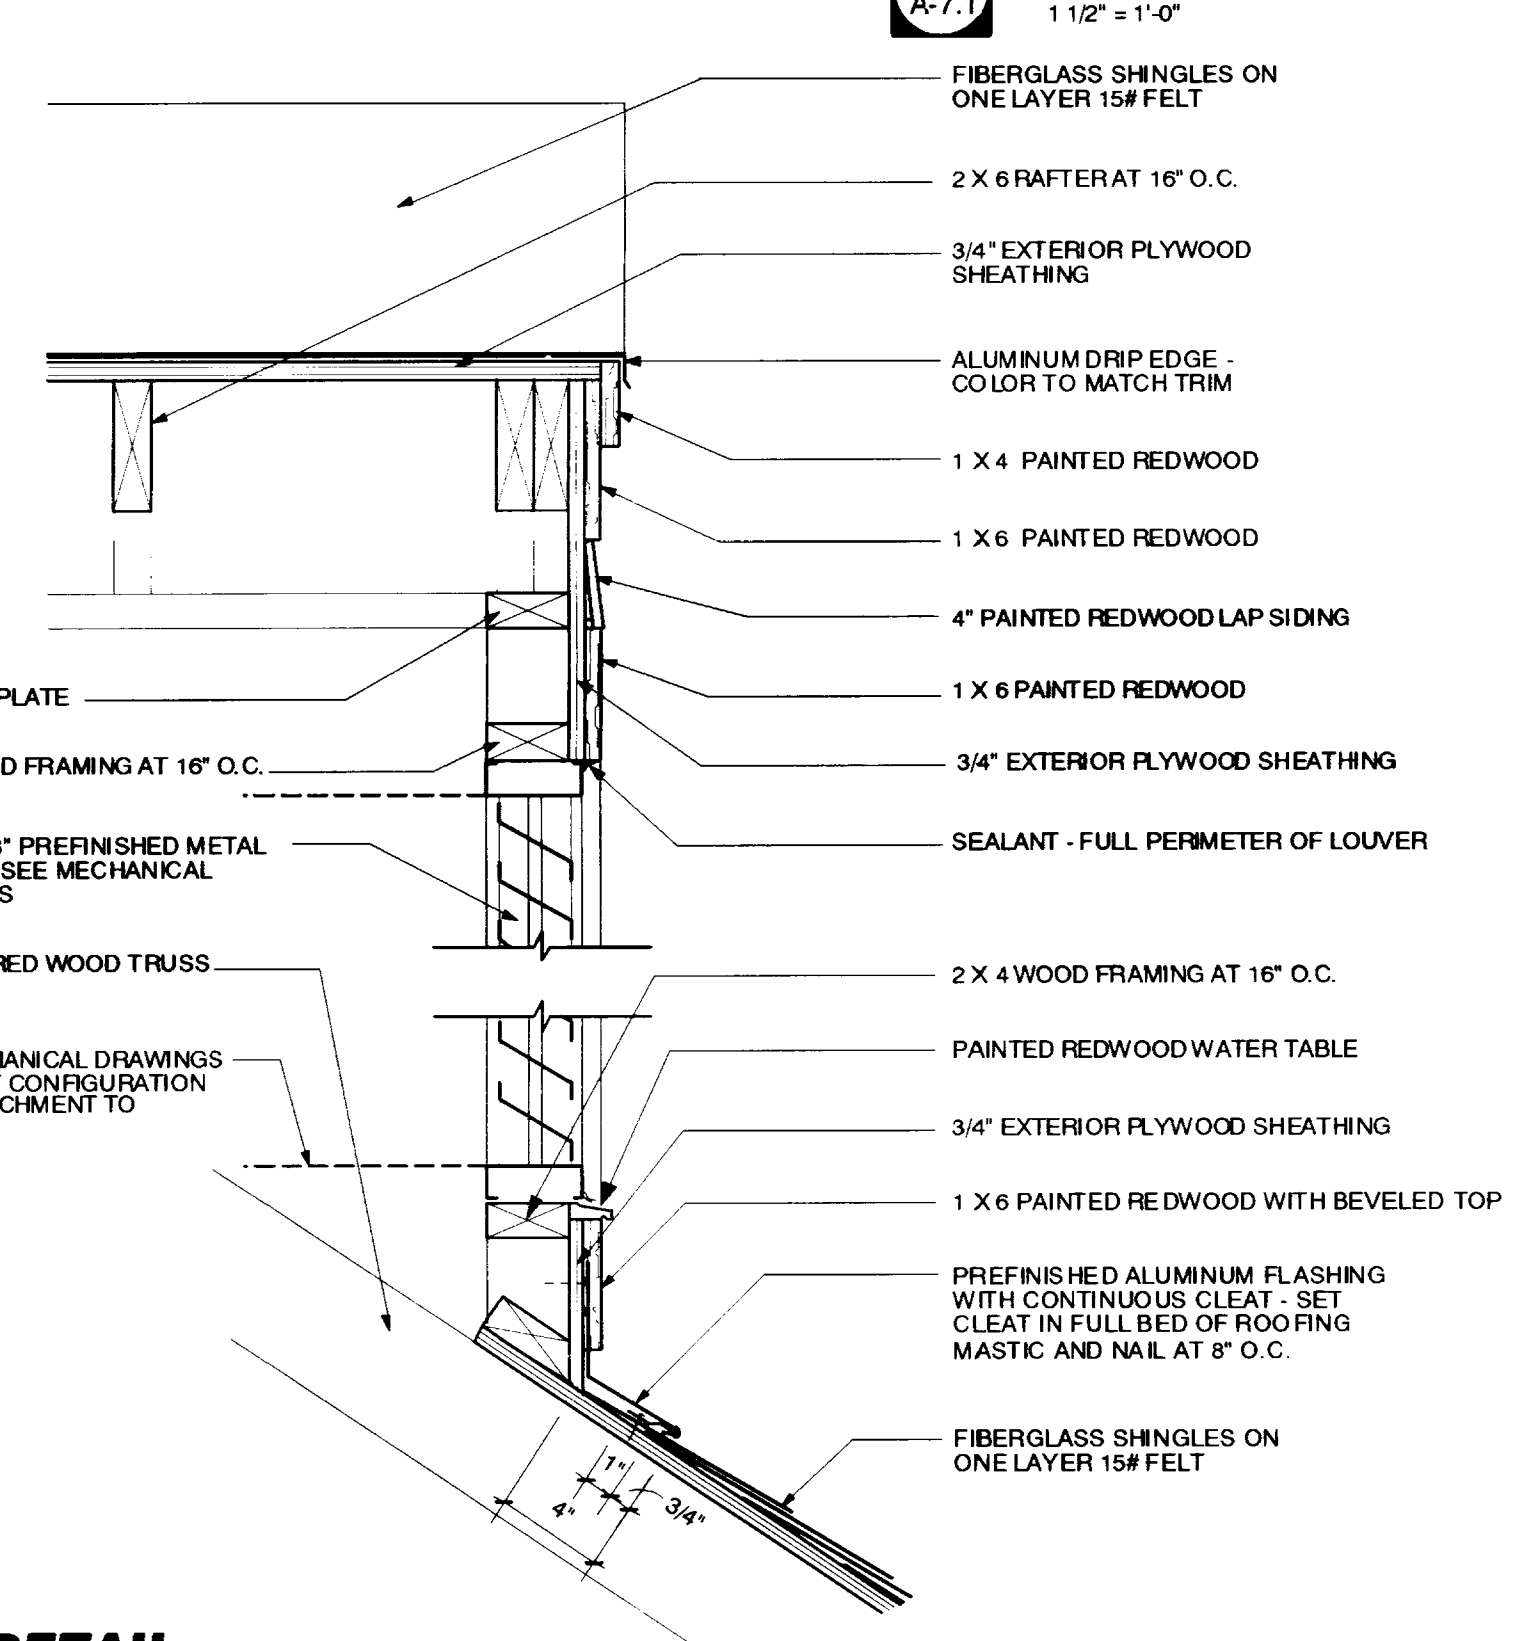 A-7.1
1 1/2" = 1'-0"
FIBERGLASS SHINGLES ON
ONE LAYER 15# FELT
2 X 6 RAFTER AT 16" O.C.
3/4" EXTERIOR PLYWOOD
SHEATHING
ALUMINUM DRIP EDGE -
COLOR TO MATCH TRIM
1 X 4 PAINTED REDWOOD
1 X 6 PAINTED REDWOOD
4" PAINTED REDWOOD LAP SIDING
1 X 6 PAINTED REDWOOD
3/4" EXTERIOR PLYWOOD SHEATHING
SEALANT - FULL PERIMETER OF LOUVER
2 X 4 WOOD FRAMING AT 16" O.C.
PAINTED REDWOOD WATER TABLE
3/4" EXTERIOR PLYWOOD SHEATHING
1 X 6 PAINTED REDWOOD WITH BEVELED TOP
PREFINISHED ALUMINUM FLASHING
WITH CONTINUOUS CLEAT - SET
CLEAT IN FULL BED OF ROOFING
MASTIC AND NAIL AT 8" O.C.
FIBERGLASS SHINGLES ON
ONE LAYER 15# FELT
PLATE
D FRAMING AT 16" O.C.
" PREFINISHED METAL
SEE MECHANICAL
S
RED WOOD TRUSS
HANICAL DRAWINGS
CONFIGURATION
CHMENT TO
1"
4"
3/4"
DETAIL